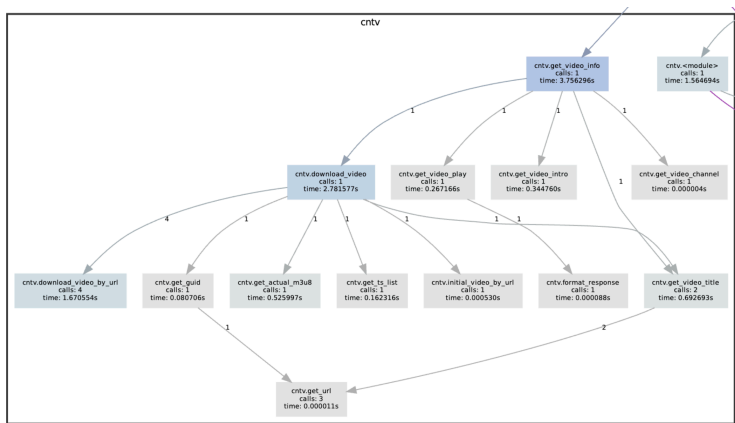 cntv
cntv.get_video_info
calls: 1
time: 3.756296s
cntv.<module>
calls: 1
time: 1.564694s
1
1
1
1
cntv.download_video
calls: 1
time: 2.781577s
cntv.get_video_play
calls: 1
time: 0.267166s
cntv.get_video_intro
calls: 1
time: 0.344760s
cntv.get_video_channel
calls: 1
time: 0.000004s
1
4
1
1
1
1
1
1
cntv.download_video_by_url
calls: 4
time: 1.670554s
cntv.get_guid
calls: 1
time: 0.080706s
cntv.get_actual_m3u8
calls: 1
time: 0.525997s
cntv.get_ts_list
calls: 1
time: 0.162316s
cntv.initial_video_by_url
calls: 1
time: 0.000530s
cntv.format_response
calls: 1
time: 0.000088s
cntv.get_video_title
calls: 2
time: 0.692693s
1
2
cntv.get_url
calls: 3
time: 0.000011s